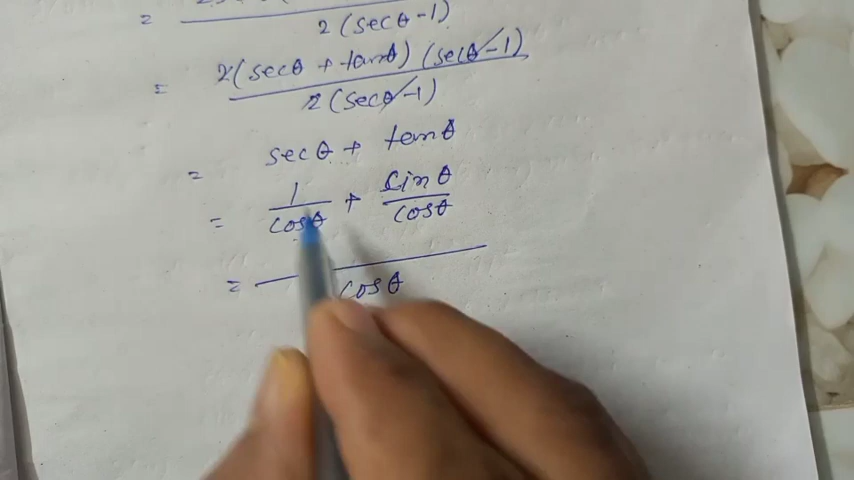 = 2(secθ-1)
= 2(secθ + tanθ) (secθ-1) / 2(secθ-1)
= secθ + tanθ
= 1/cosθ + sinθ/cosθ
= cosθ